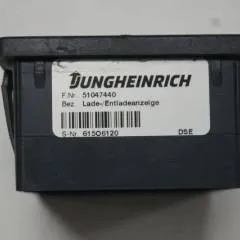 JUNGHEINRICH
F.Nr. 51047440
Bez. Lade-/Entladeanzeige
S-Nr. 615O6120 DSE